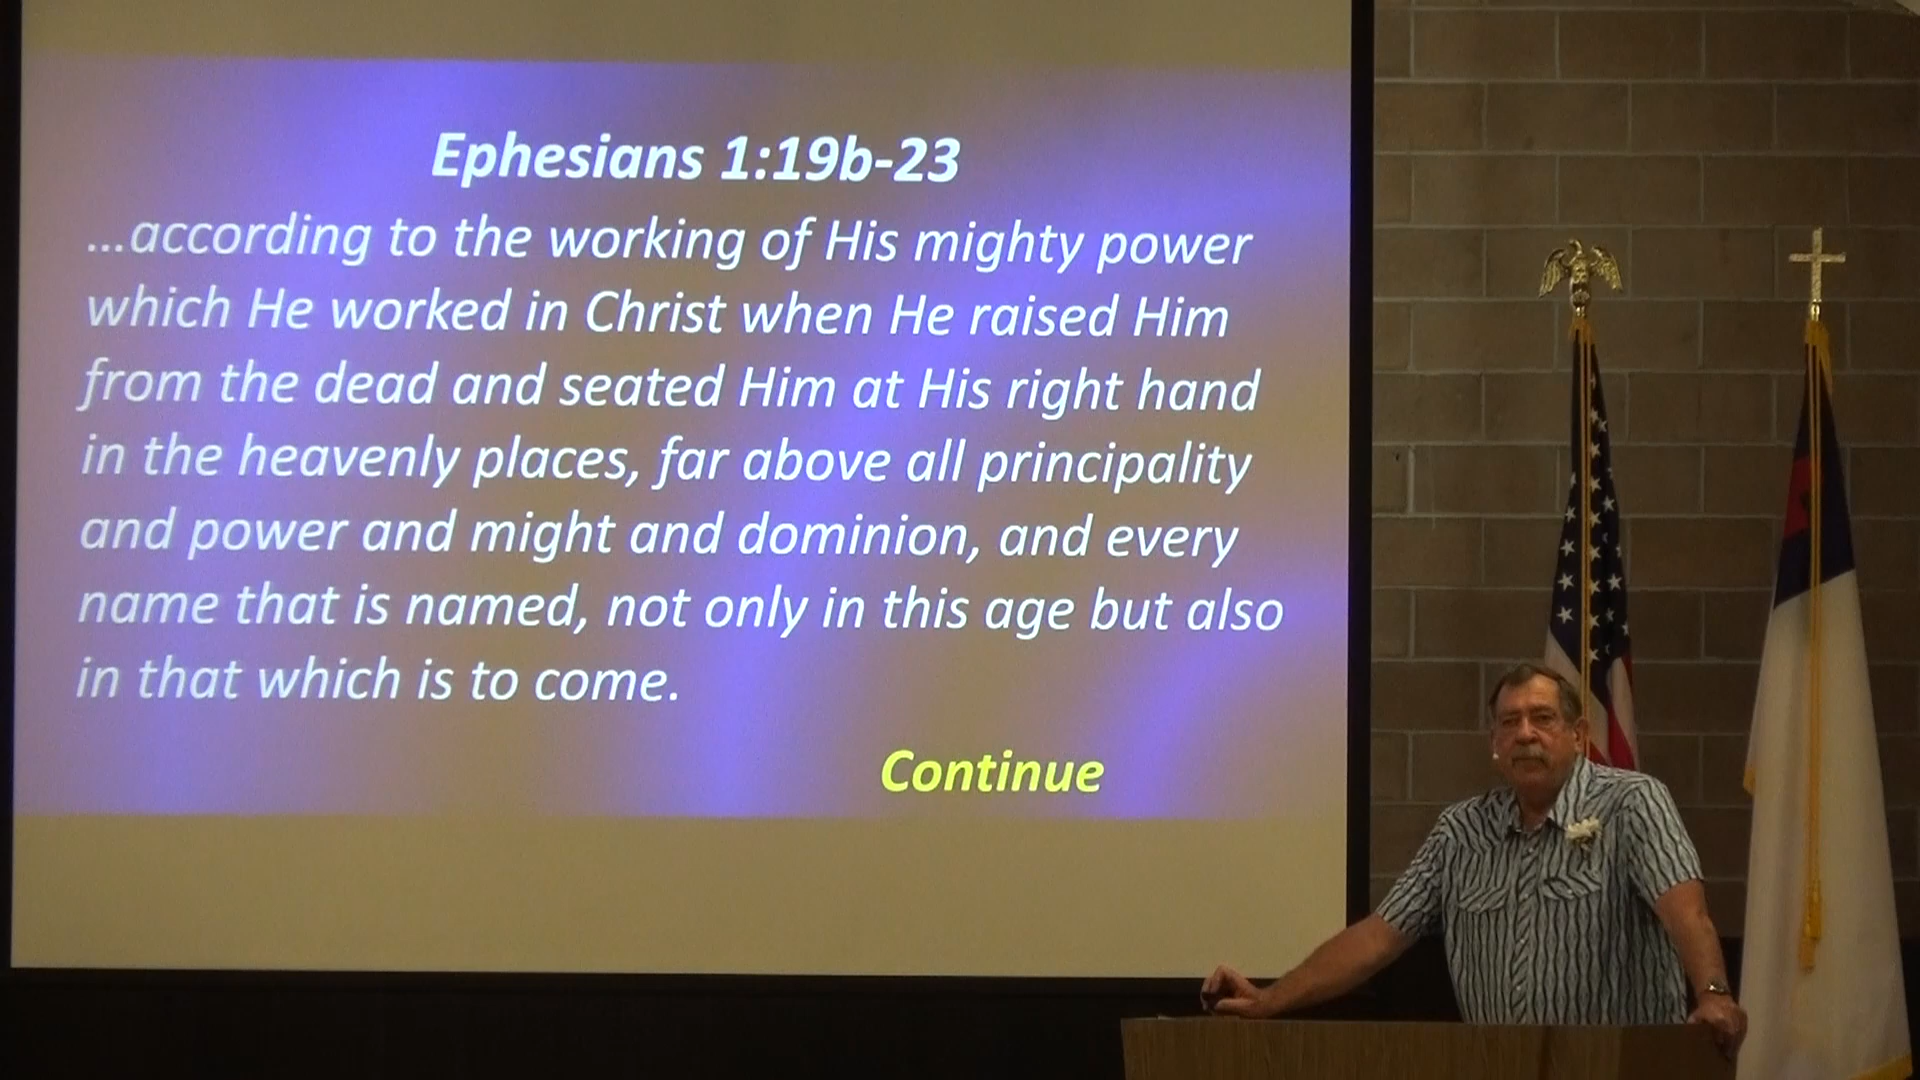 Ephesians 1:19b-23
...according to the working of His mighty power
which He worked in Christ when He raised Him
from the dead and seated Him at His right hand
in the heavenly places, far above all principality
and power and might and dominion, and every
name that is named, not only in this age but also
in that which is to come.
Continue